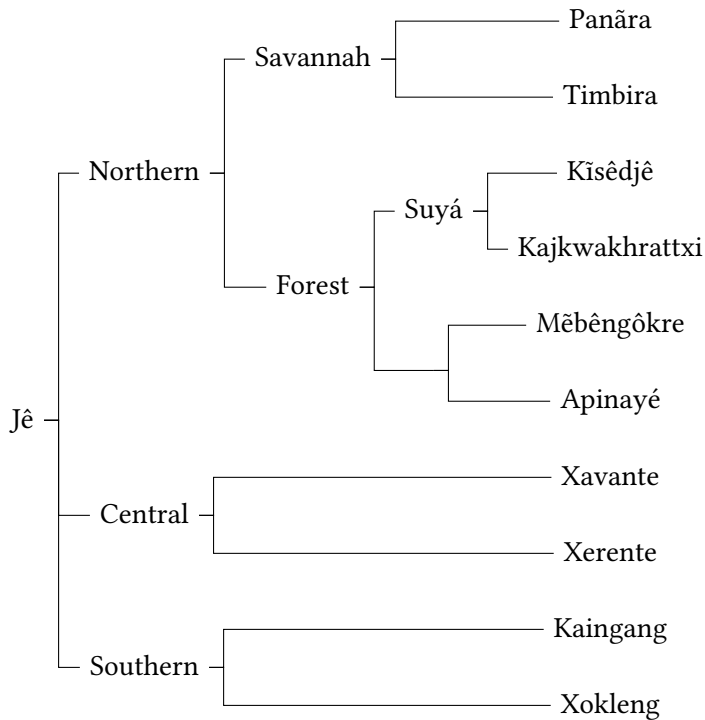 Panãra
Savannah
Timbira
Northern
Kĩsêdjê
Suyá
Kajkwakhrattxi
Forest
Mẽbêngôkre
Apinayé
Jê
Xavante
Central
Xerente
Kaingang
Southern
Xokleng